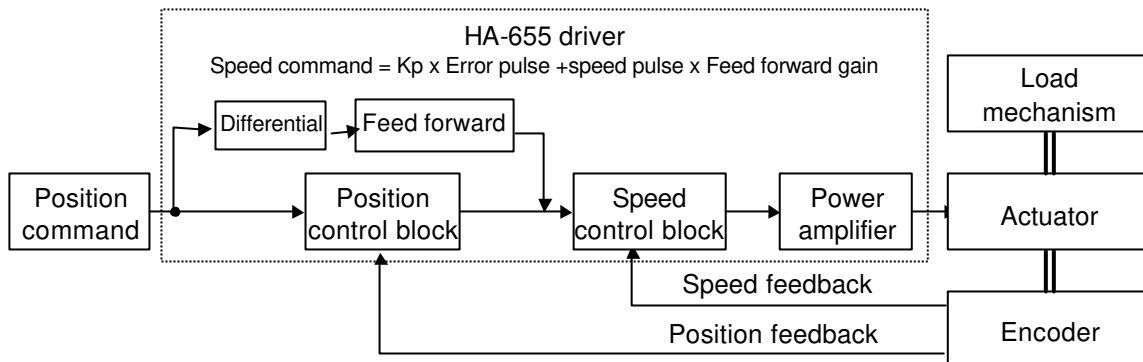 HA-655 driver
Speed command = Kp x Error pulse +speed pulse x Feed forward gain
Load
mechanism
Differential
Feed forward
Position
command
Position
control block
Speed
control block
Power
amplifier
Actuator
Speed feedback
Position feedback
Encoder